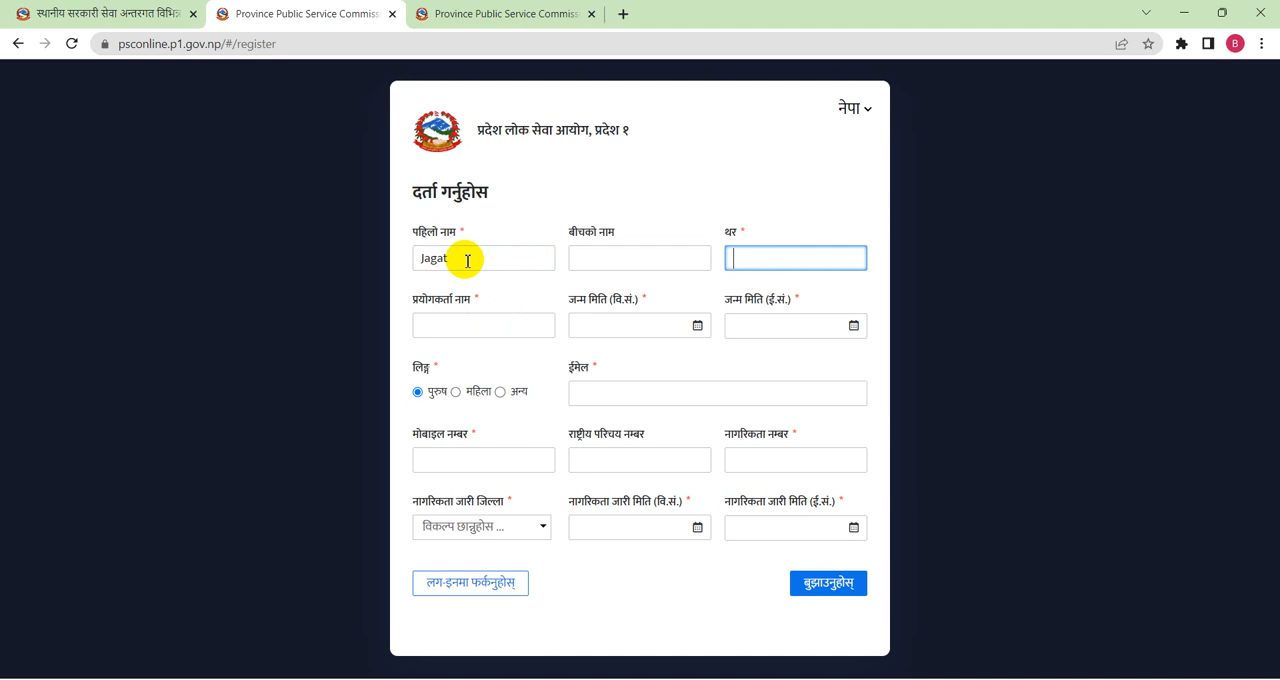 स्थानीय सरकारी सेवा अन्तरगत विभि
Province Public Service Commiss
Province Public Service Commiss
psconline.p1.gov.np/#/register
B
नेपा
प्रदेश लोक सेवा आयोग, प्रदेश १
दर्ता गर्नुहोस
पहिलो नाम * बीचको नाम थर *
Jagat
प्रयोगकर्ता नाम * जन्म मिति (वि.सं.) * जन्म मिति (ई.सं.) *
लिङ्ग * ईमेल *
पुरुष महिला अन्य
मोबाइल नम्बर * राष्ट्रीय परिचय नम्बर नागरिकता नम्बर *
नागरिकता जारी जिल्ला * नागरिकता जारी मिति (वि.सं.) * नागरिकता जारी मिति (ई.सं.) *
विकल्प छान्नुहोस ...
लग-इनमा फर्कनुहोस् बुझाउनुहोस्